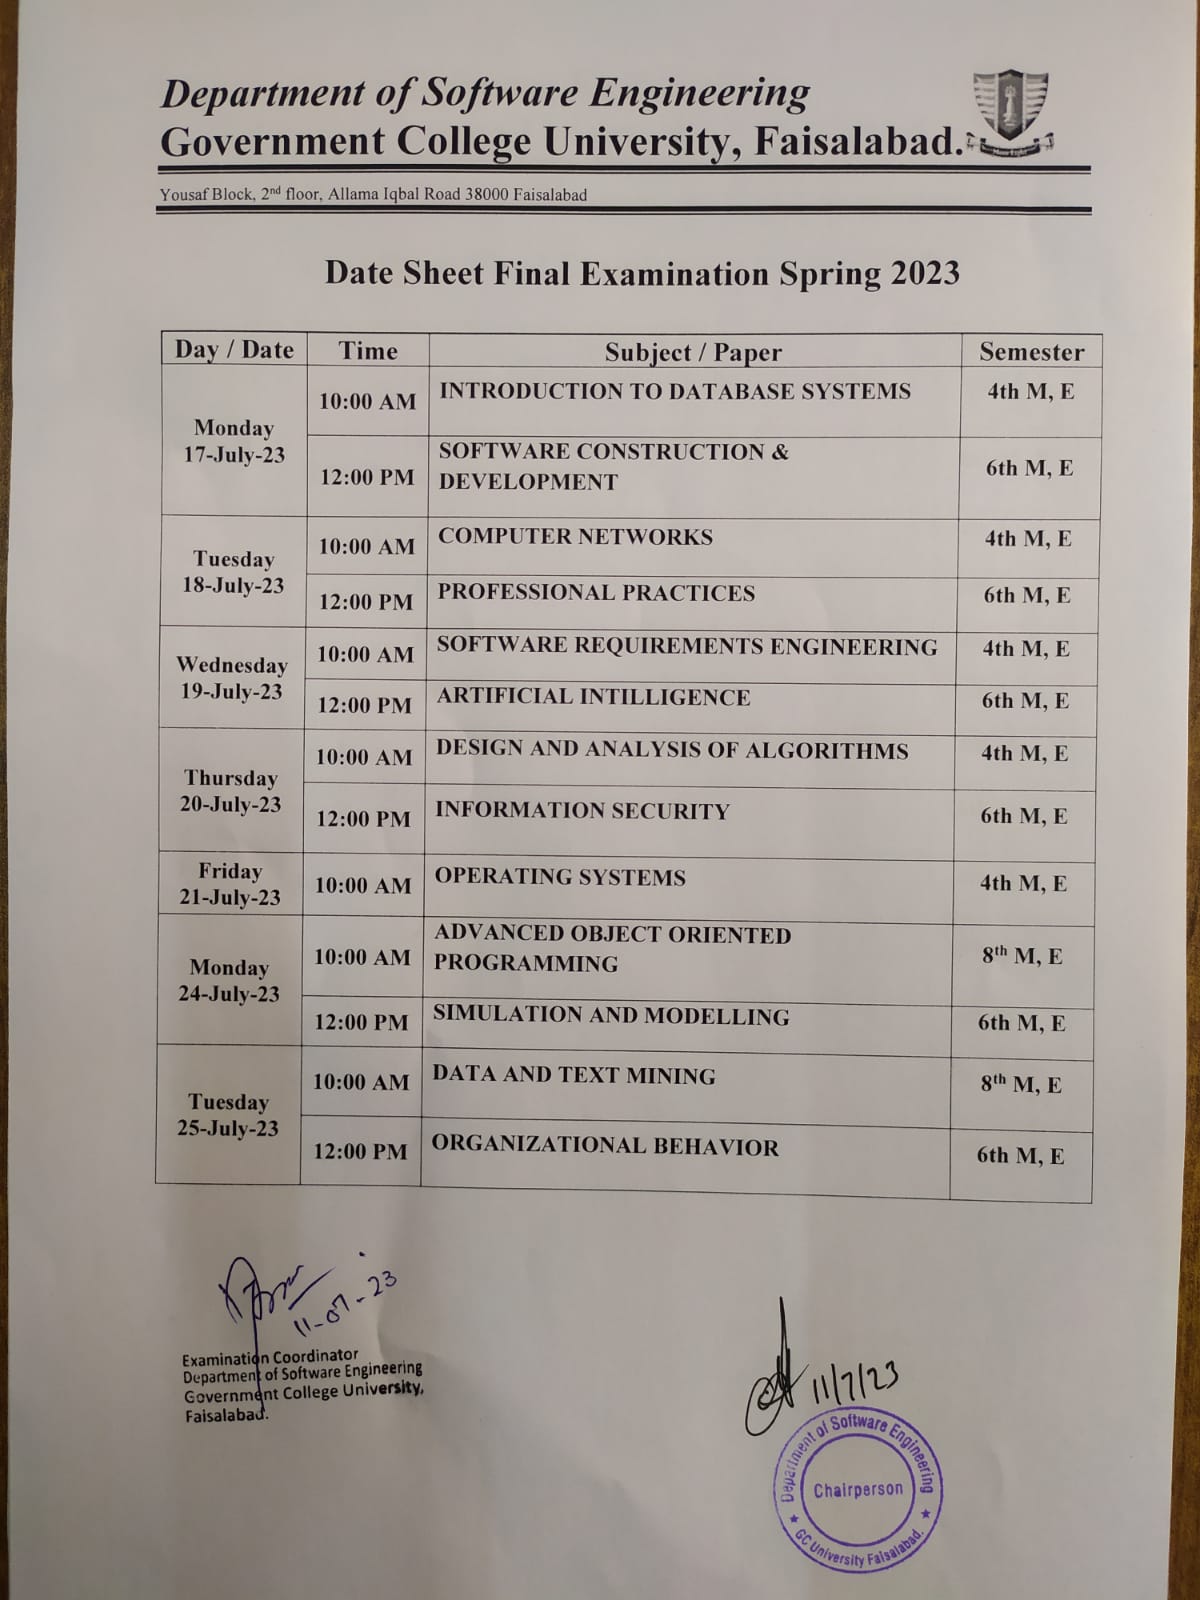 Department of Software Engineering
Government College University, Faisalabad.
Yousaf Block, 2nd floor, Allama Iqbal Road 38000 Faisalabad
Date Sheet Final Examination Spring 2023
Day / Date Time Subject / Paper Semester
Monday 17-July-23 10:00 AM INTRODUCTION TO DATABASE SYSTEMS 4th M, E
12:00 PM SOFTWARE CONSTRUCTION & DEVELOPMENT 6th M, E
Tuesday 18-July-23 10:00 AM COMPUTER NETWORKS 4th M, E
12:00 PM PROFESSIONAL PRACTICES 6th M, E
Wednesday 19-July-23 10:00 AM SOFTWARE REQUIREMENTS ENGINEERING 4th M, E
12:00 PM ARTIFICIAL INTILLIGENCE 6th M, E
Thursday 20-July-23 10:00 AM DESIGN AND ANALYSIS OF ALGORITHMS 4th M, E
12:00 PM INFORMATION SECURITY 6th M, E
Friday 21-July-23 10:00 AM OPERATING SYSTEMS 4th M, E
Monday 24-July-23 10:00 AM ADVANCED OBJECT ORIENTED PROGRAMMING 8th M, E
12:00 PM SIMULATION AND MODELLING 6th M, E
Tuesday 25-July-23 10:00 AM DATA AND TEXT MINING 8th M, E
12:00 PM ORGANIZATIONAL BEHAVIOR 6th M, E
11-07-23
Examination Coordinator
Department of Software Engineering
Government College University,
Faisalabad.
11/7/23
Department of Software Engineering
Chairperson
GC University Faisalabad.